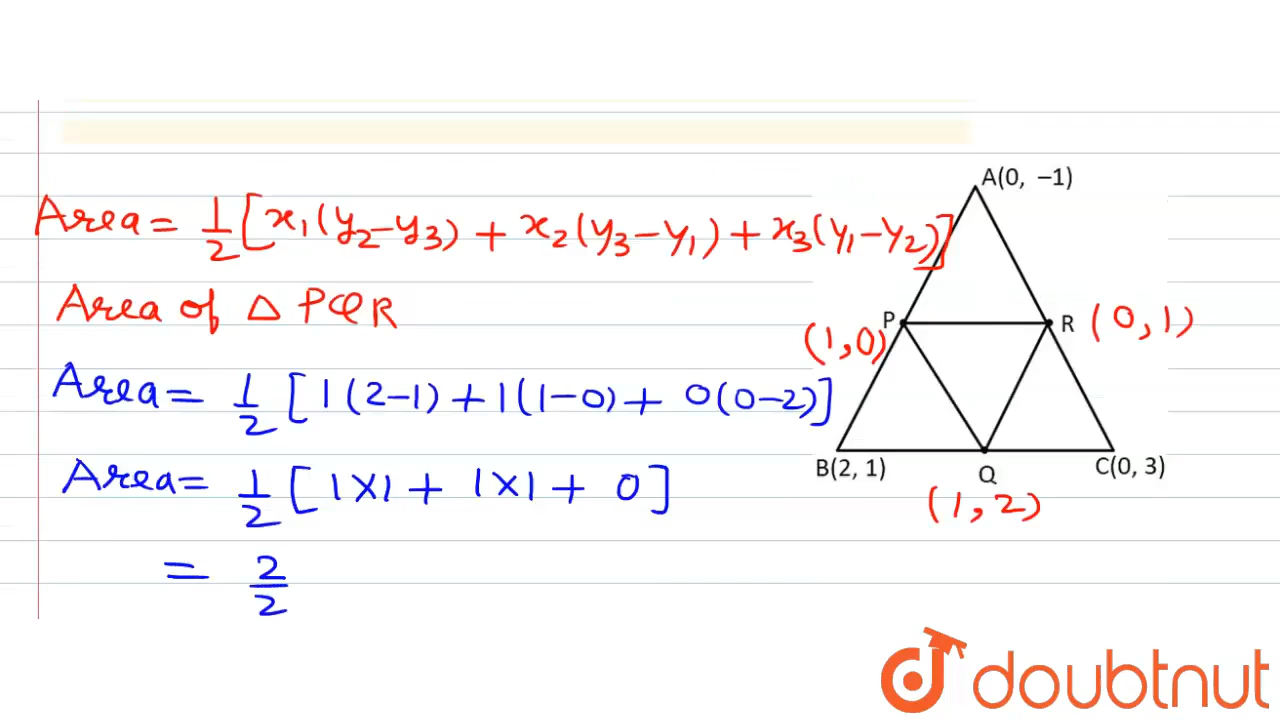 Area = 1/2 [x₁(y₂–y₃) + x₂(y₃–y₁) + x₃(y₁–y₂)]
Area of △ PQR
Area = 1/2 [1(2–1) + 1(1–0) + 0(0–2)]
Area = 1/2 [1×1 + 1×1 + 0]
= 2/2
A(0, –1)
P
(1, 0)
R (0, 1)
B(2, 1)
Q
(1, 2)
C(0, 3)
doubtnut